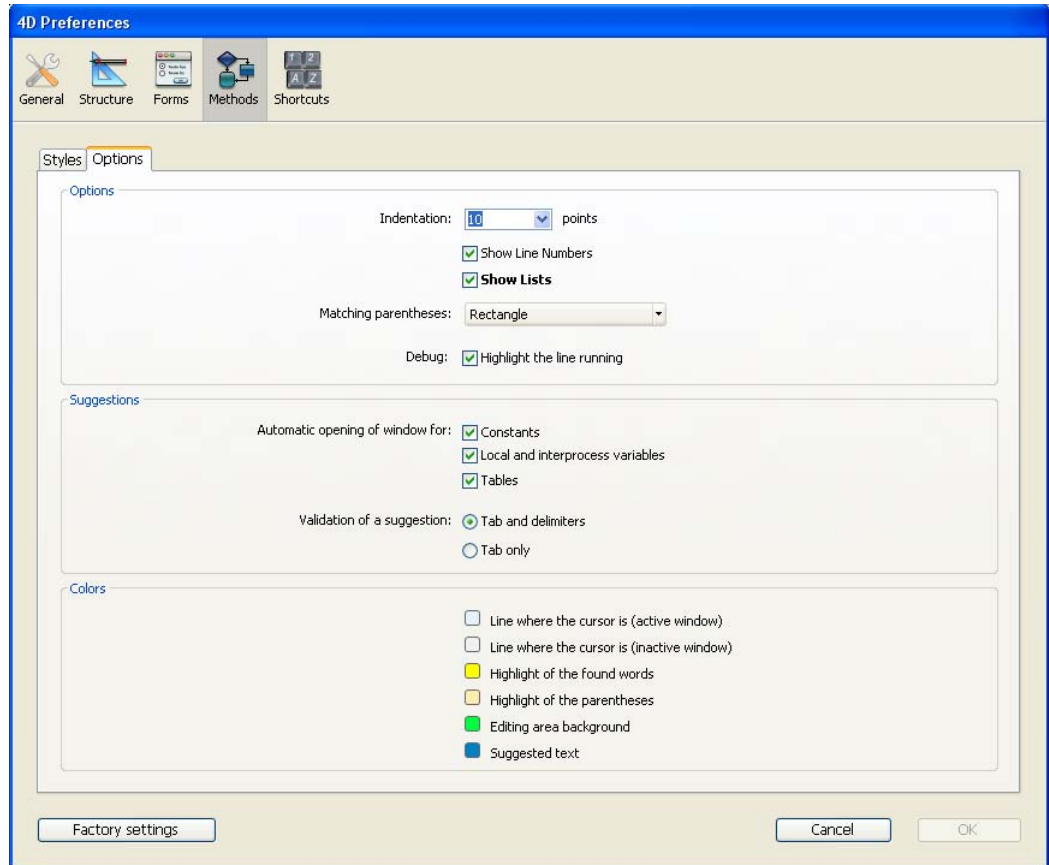 4D Preferences
General Structure Forms Methods Shortcuts
Styles Options
Options
Indentation: 10 points
Show Line Numbers
Show Lists
Matching parentheses: Rectangle
Debug: Highlight the line running
Suggestions
Automatic opening of window for: Constants
Local and interprocess variables
Tables
Validation of a suggestion: Tab and delimiters
Tab only
Colors
Line where the cursor is (active window)
Line where the cursor is (inactive window)
Highlight of the found words
Highlight of the parentheses
Editing area background
Suggested text
Factory settings Cancel OK